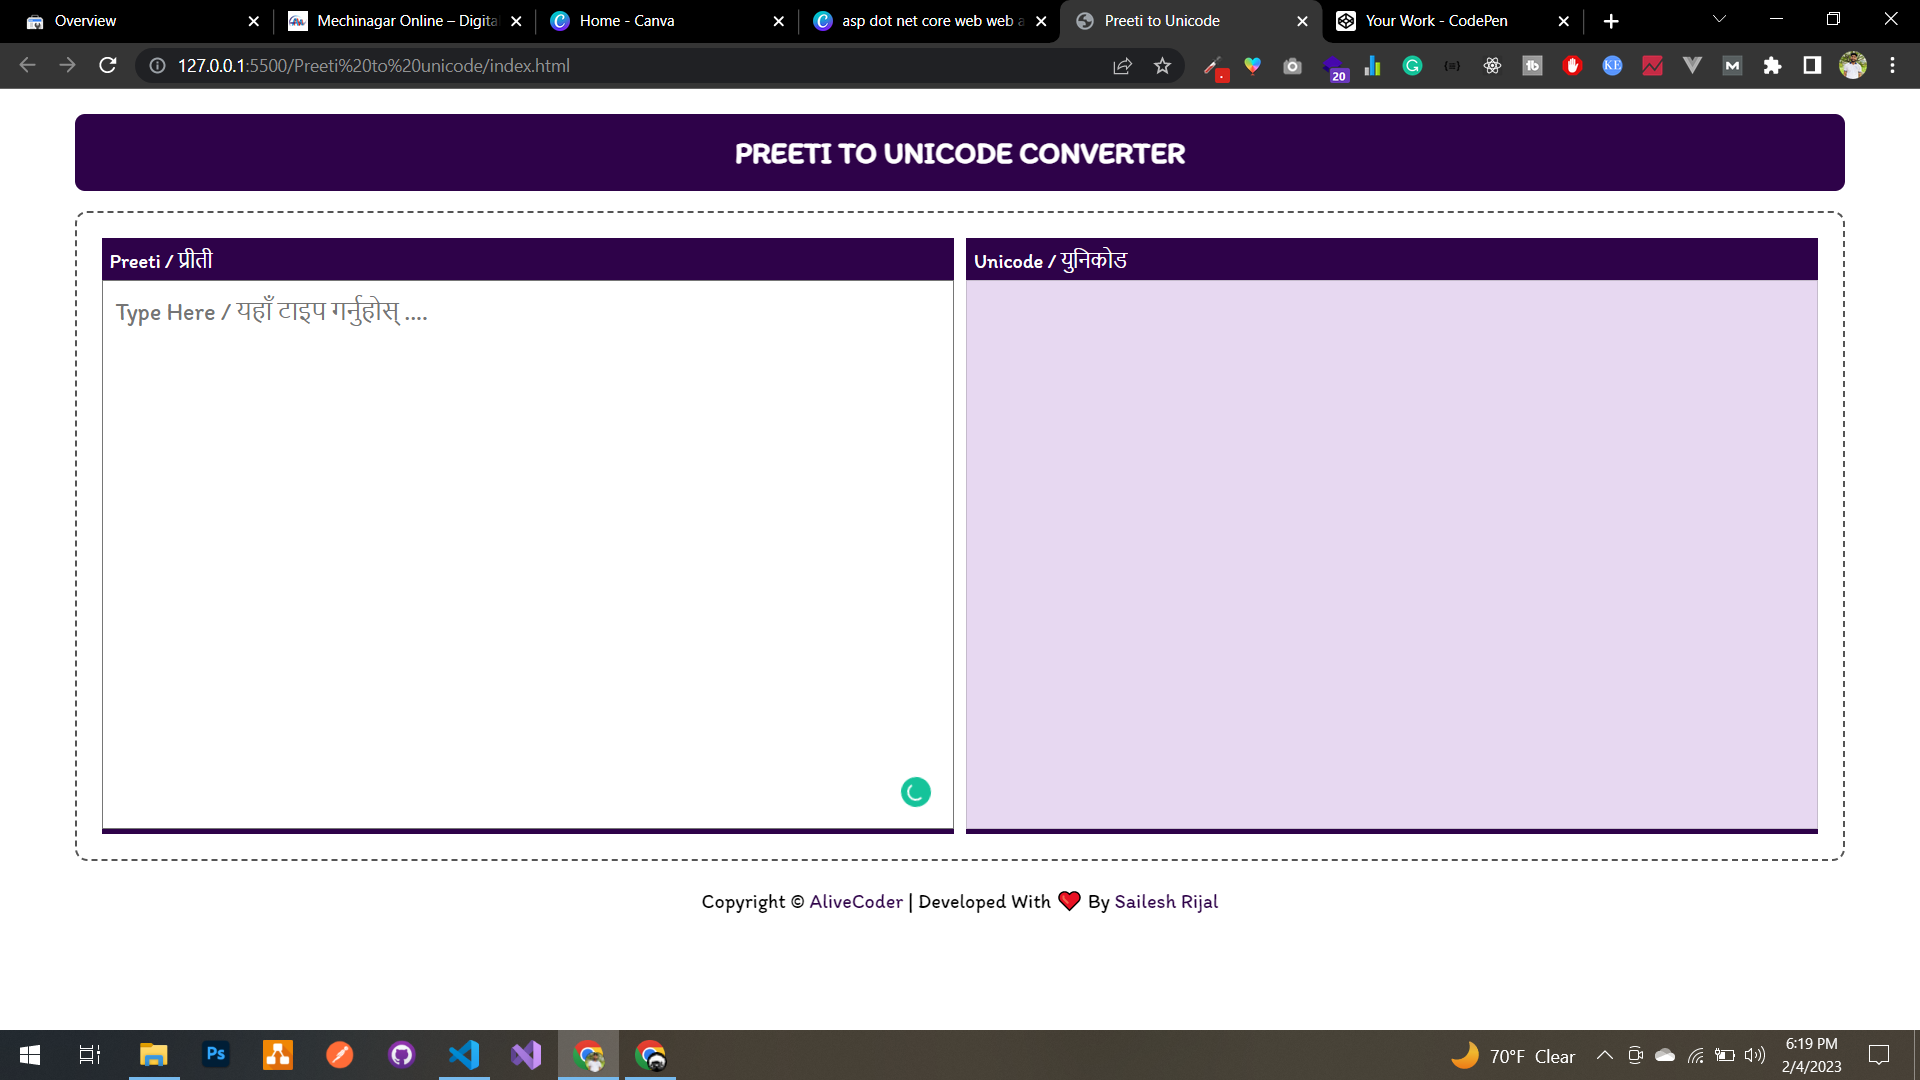 Overview
Mechinagar Online – Digita
Home - Canva
asp dot net core web web a
Preeti to Unicode
Your Work - CodePen
127.0.0.1:5500/Preeti%20to%20unicode/index.html
20
KE
PREETI TO UNICODE CONVERTER
Preeti / प्रीती
Unicode / युनिकोड
Type Here / यहाँ टाइप गर्नुहोस् ....
Copyright © AliveCoder | Developed With ❤ By Sailesh Rijal
Ps
70°F Clear
6:19 PM
2/4/2023